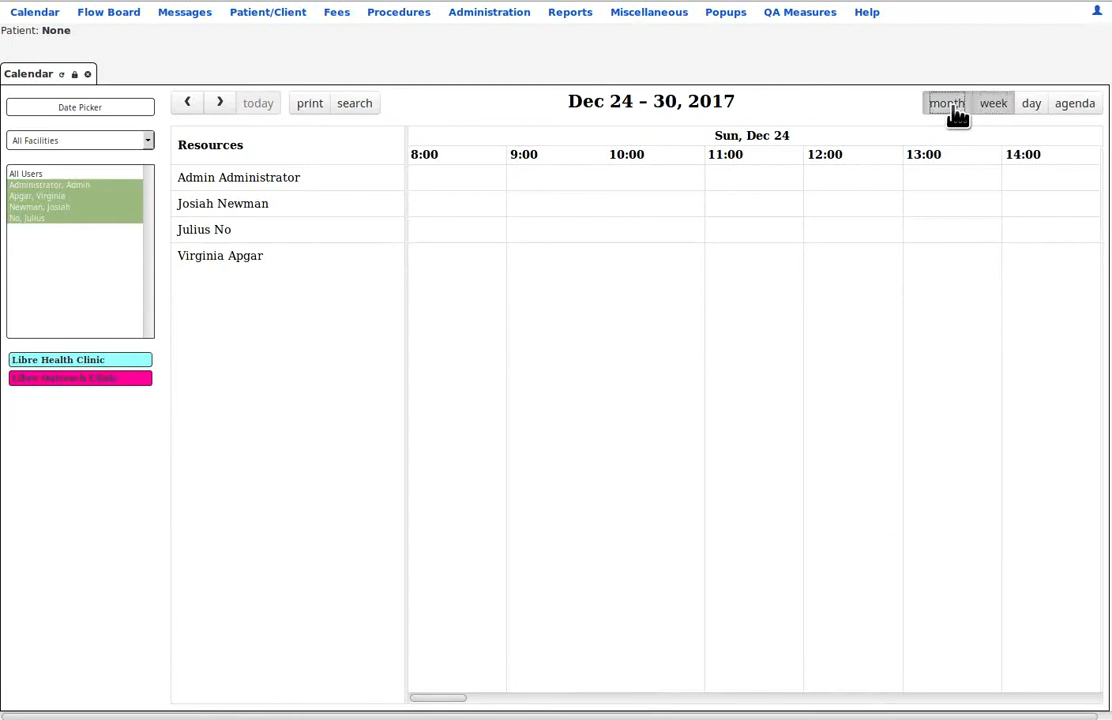 Calendar Flow Board Messages Patient/Client Fees Procedures Administration Reports Miscellaneous Popups QA Measures Help
Patient: None
Calendar
Date Picker
All Facilities
All Users
Administrator, Admin
Apgar, Virginia
Newman, Josiah
No, Julius
Libre Health Clinic
Libre Outreach Clinic
today print search
Dec 24 – 30, 2017
month week day agenda
Resources
Sun, Dec 24
8:00 9:00 10:00 11:00 12:00 13:00 14:00
Admin Administrator
Josiah Newman
Julius No
Virginia Apgar